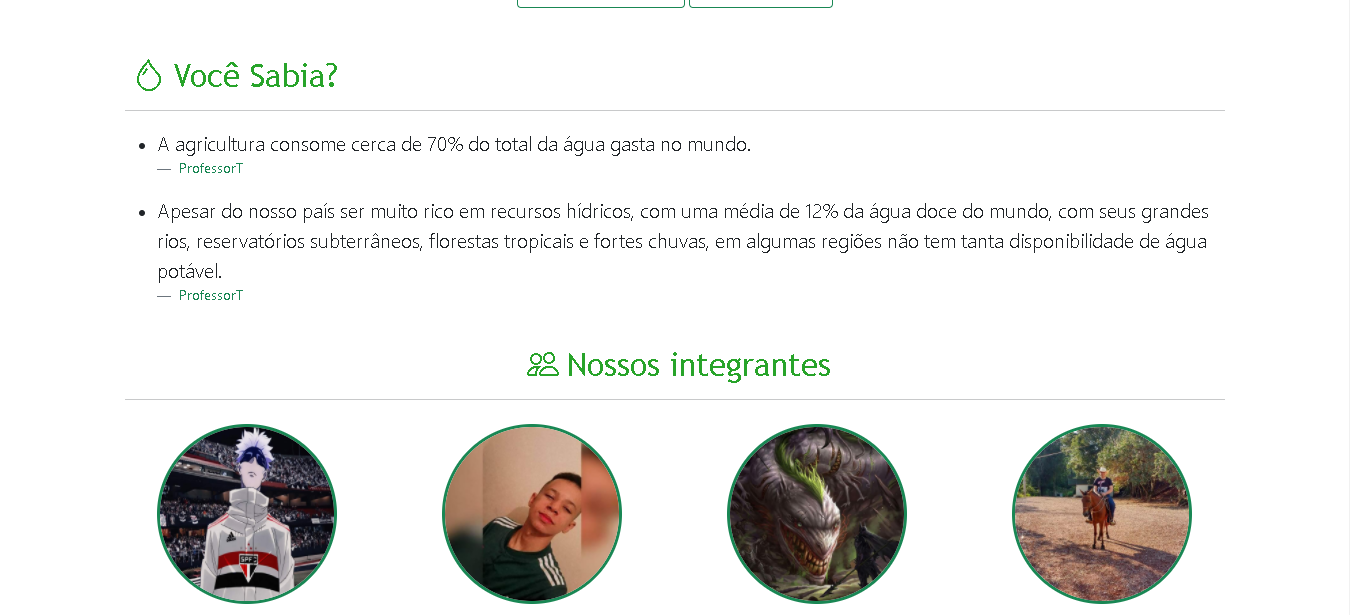 Você Sabia?
A agricultura consome cerca de 70% do total da água gasta no mundo.
— ProfessorT
Apesar do nosso país ser muito rico em recursos hídricos, com uma média de 12% da água doce do mundo, com seus grandes
rios, reservatórios subterrâneos, florestas tropicais e fortes chuvas, em algumas regiões não tem tanta disponibilidade de água
potável.
— ProfessorT
Nossos integrantes